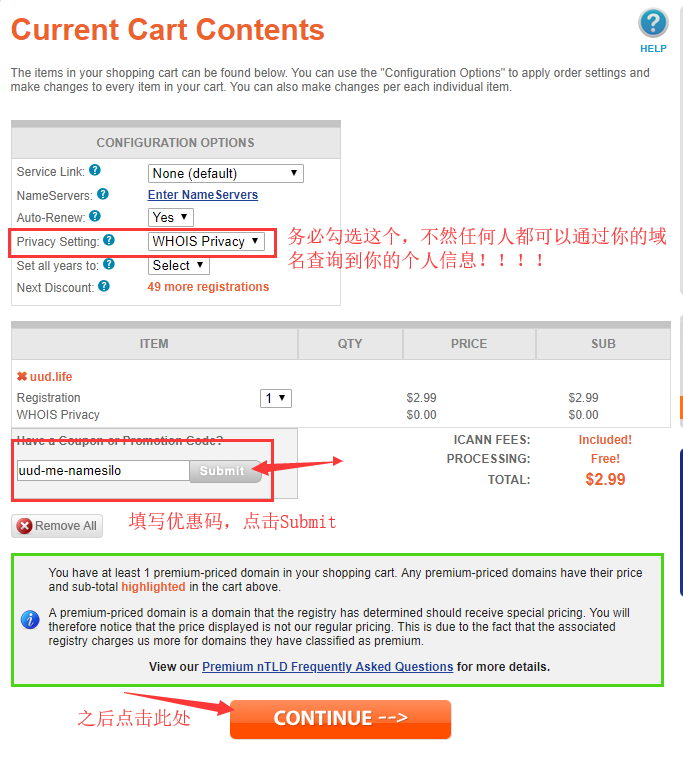 Current Cart Contents
HELP
The items in your shopping cart can be found below. You can use the "Configuration Options" to apply order settings and
make changes to every item in your cart. You can also make changes per each individual item.
CONFIGURATION OPTIONS
Service Link: ? None (default)
NameServers: ? Enter NameServers
Auto-Renew: ? Yes
Privacy Setting: ? WHOIS Privacy
务必勾选这个，不然任何人都可以通过你的域
名查询到你的个人信息！！！！
Set all years to: ? Select
Next Discount: ? 49 more registrations
ITEM QTY PRICE SUB
uud.life
Registration 1 $2.99 $2.99
WHOIS Privacy $0.00 $0.00
Have a Coupon or Promotion Code?
uud-me-namesilo Submit
ICANN FEES: Included!
PROCESSING: Free!
TOTAL: $2.99
填写优惠码，点击Submit
Remove All
You have at least 1 premium-priced domain in your shopping cart. Any premium-priced domains have their price
and sub-total highlighted in the cart above.
A premium-priced domain is a domain that the registry has determined should receive special pricing. You will
therefore notice that the price displayed is not our regular pricing. This is due to the fact that the associated
registry charges us more for domains they have classified as premium.
View our Premium nTLD Frequently Asked Questions for more details.
之后点击此处
CONTINUE -->